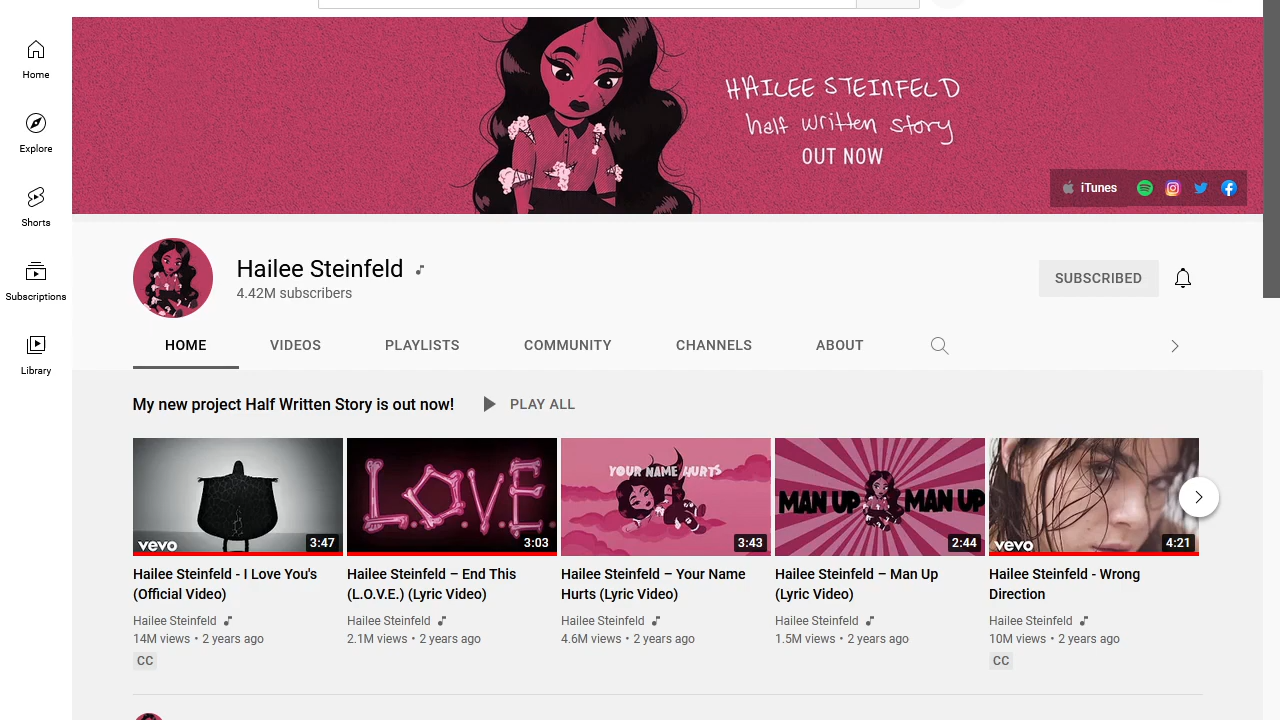 HAILEE STEINFELD
half written story
OUT NOW
iTunes
Home
Explore
Shorts
Subscriptions
Library
Hailee Steinfeld
4.42M subscribers
SUBSCRIBED
HOME VIDEOS PLAYLISTS COMMUNITY CHANNELS ABOUT
My new project Half Written Story is out now! PLAY ALL
vevo 3:47
L.O.V.E. 3:03
YOUR NAME HURTS 3:43
MAN UP MAN UP 2:44
vevo 4:21
Hailee Steinfeld - I Love You's
(Official Video)
Hailee Steinfeld
14M views • 2 years ago
CC
Hailee Steinfeld – End This
(L.O.V.E.) (Lyric Video)
Hailee Steinfeld
2.1M views • 2 years ago
Hailee Steinfeld – Your Name
Hurts (Lyric Video)
Hailee Steinfeld
4.6M views • 2 years ago
Hailee Steinfeld – Man Up
(Lyric Video)
Hailee Steinfeld
1.5M views • 2 years ago
Hailee Steinfeld - Wrong
Direction
Hailee Steinfeld
10M views • 2 years ago
CC